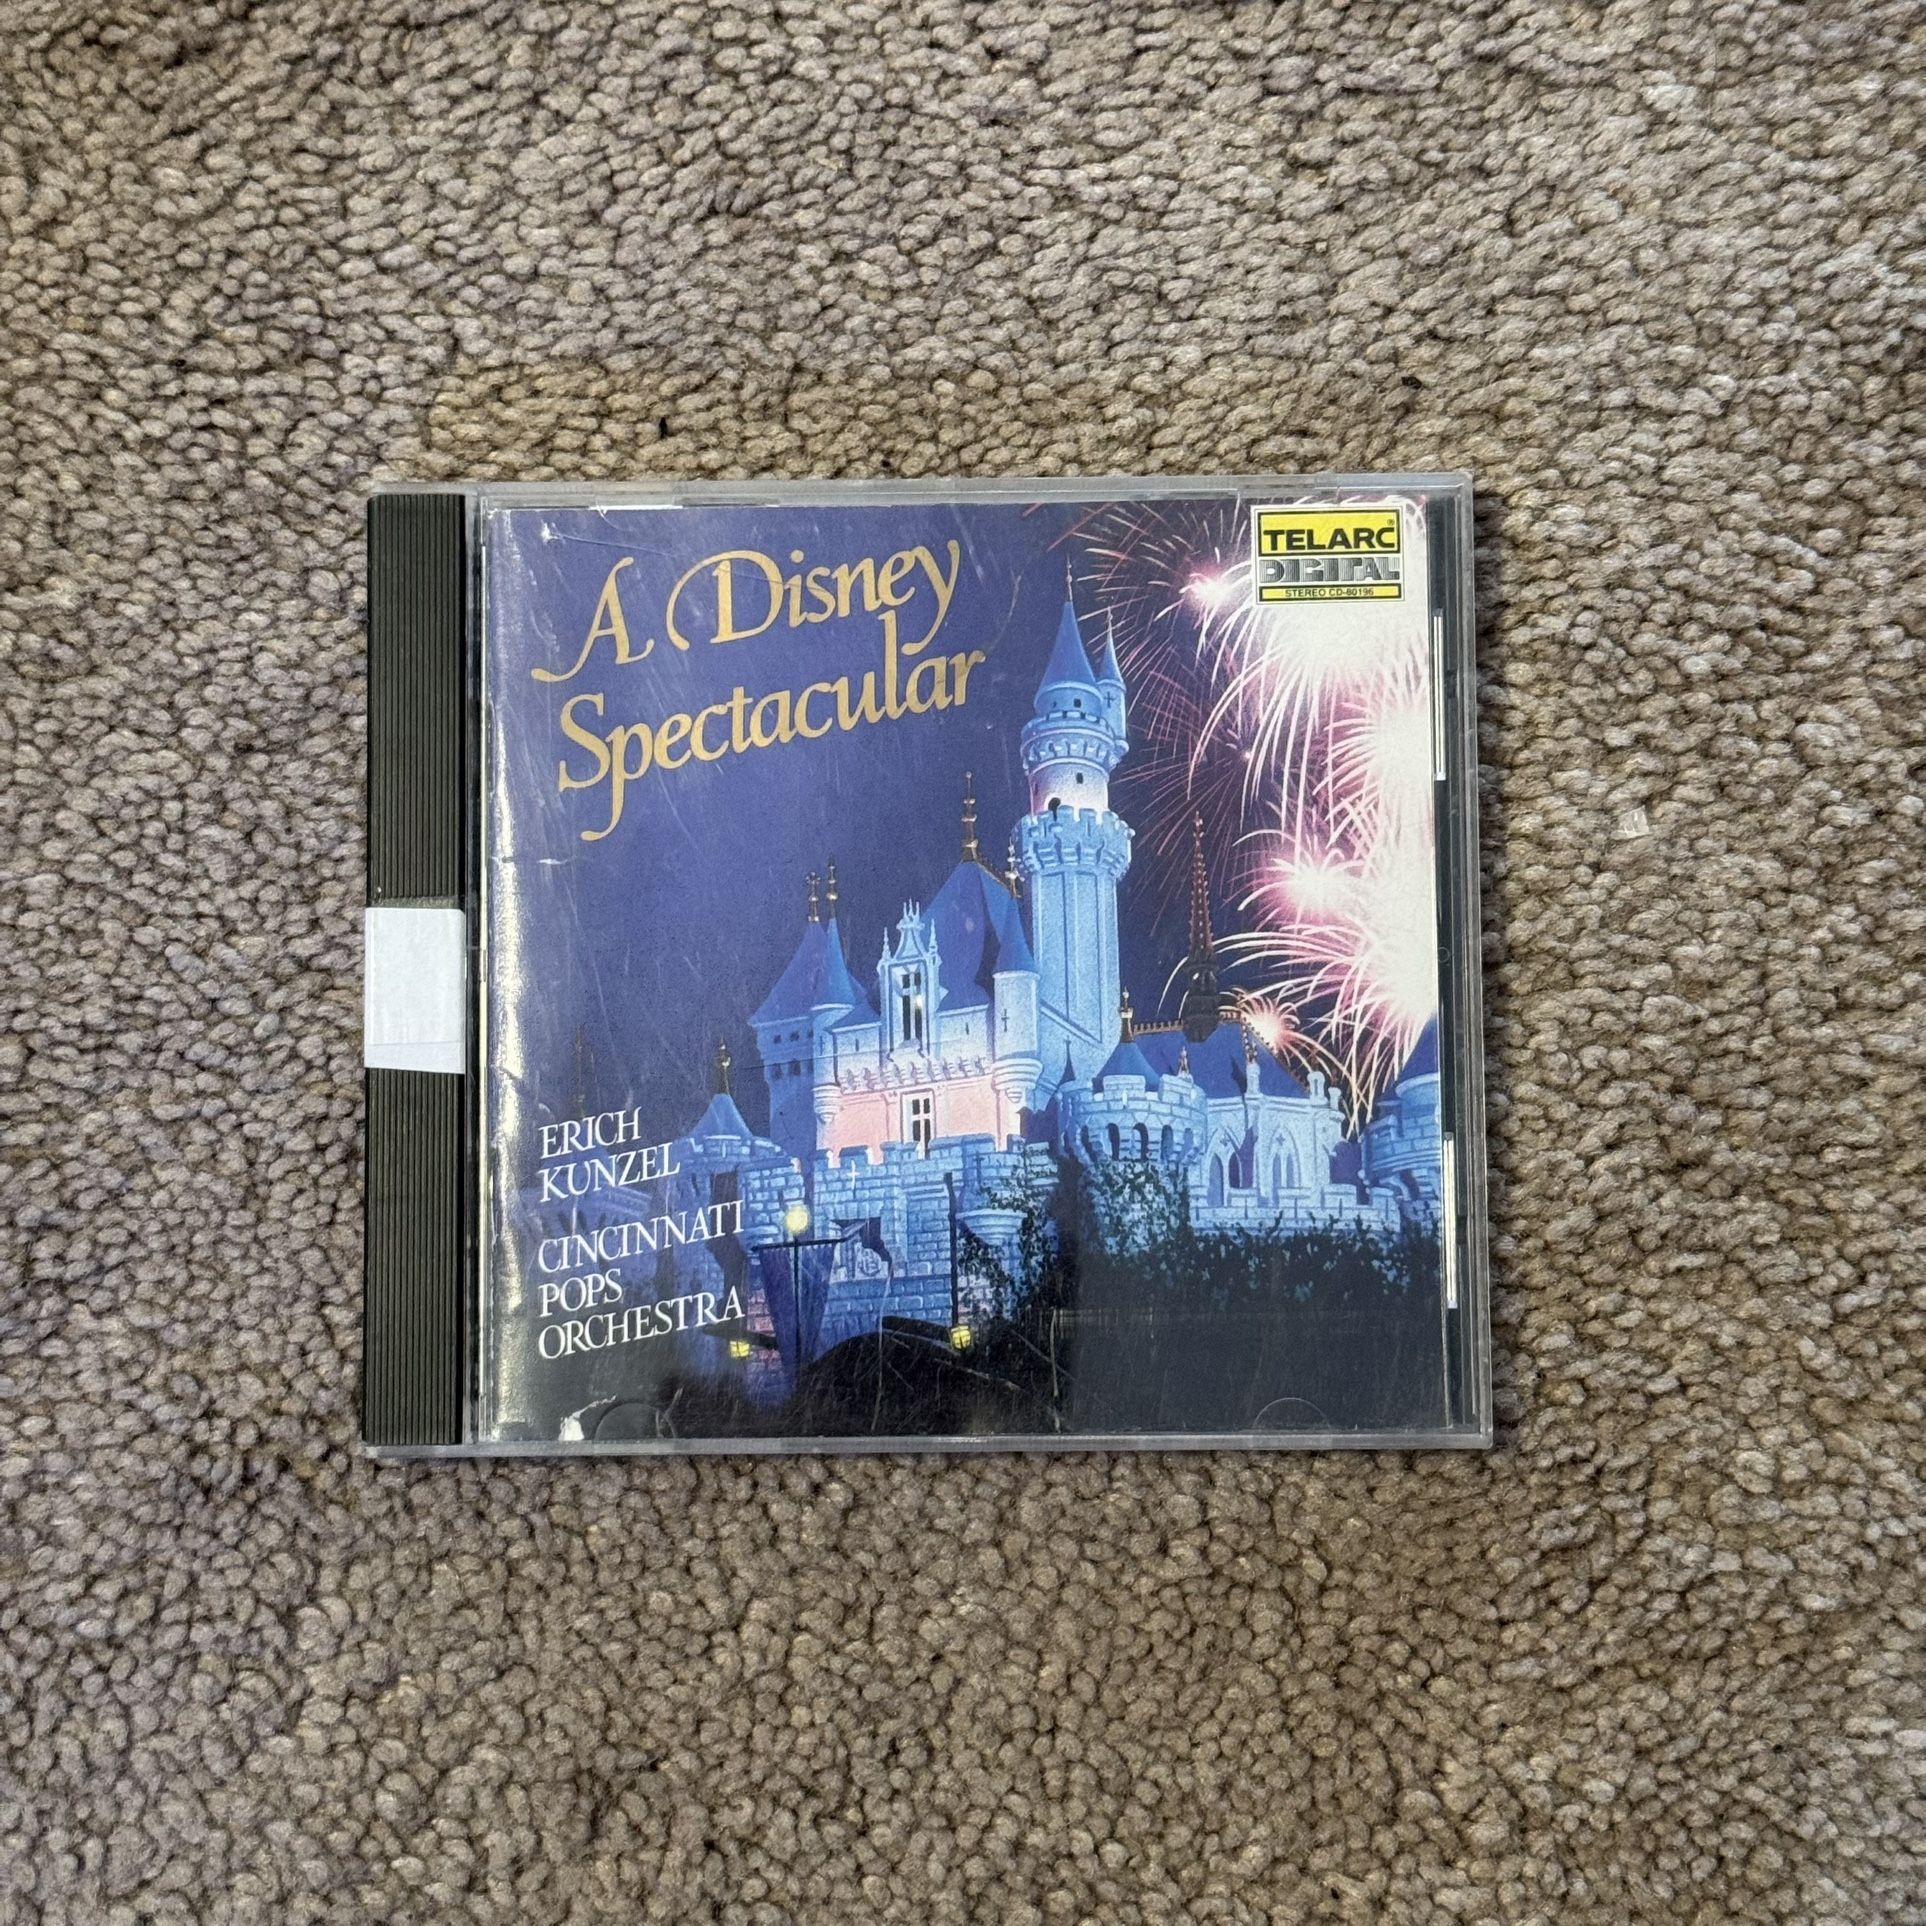 A Disney
Spectacular
TELARC®
DIGITAL
STEREO CD-80196
ERICH
KUNZEL
CINCINNATI
POPS
ORCHESTRA